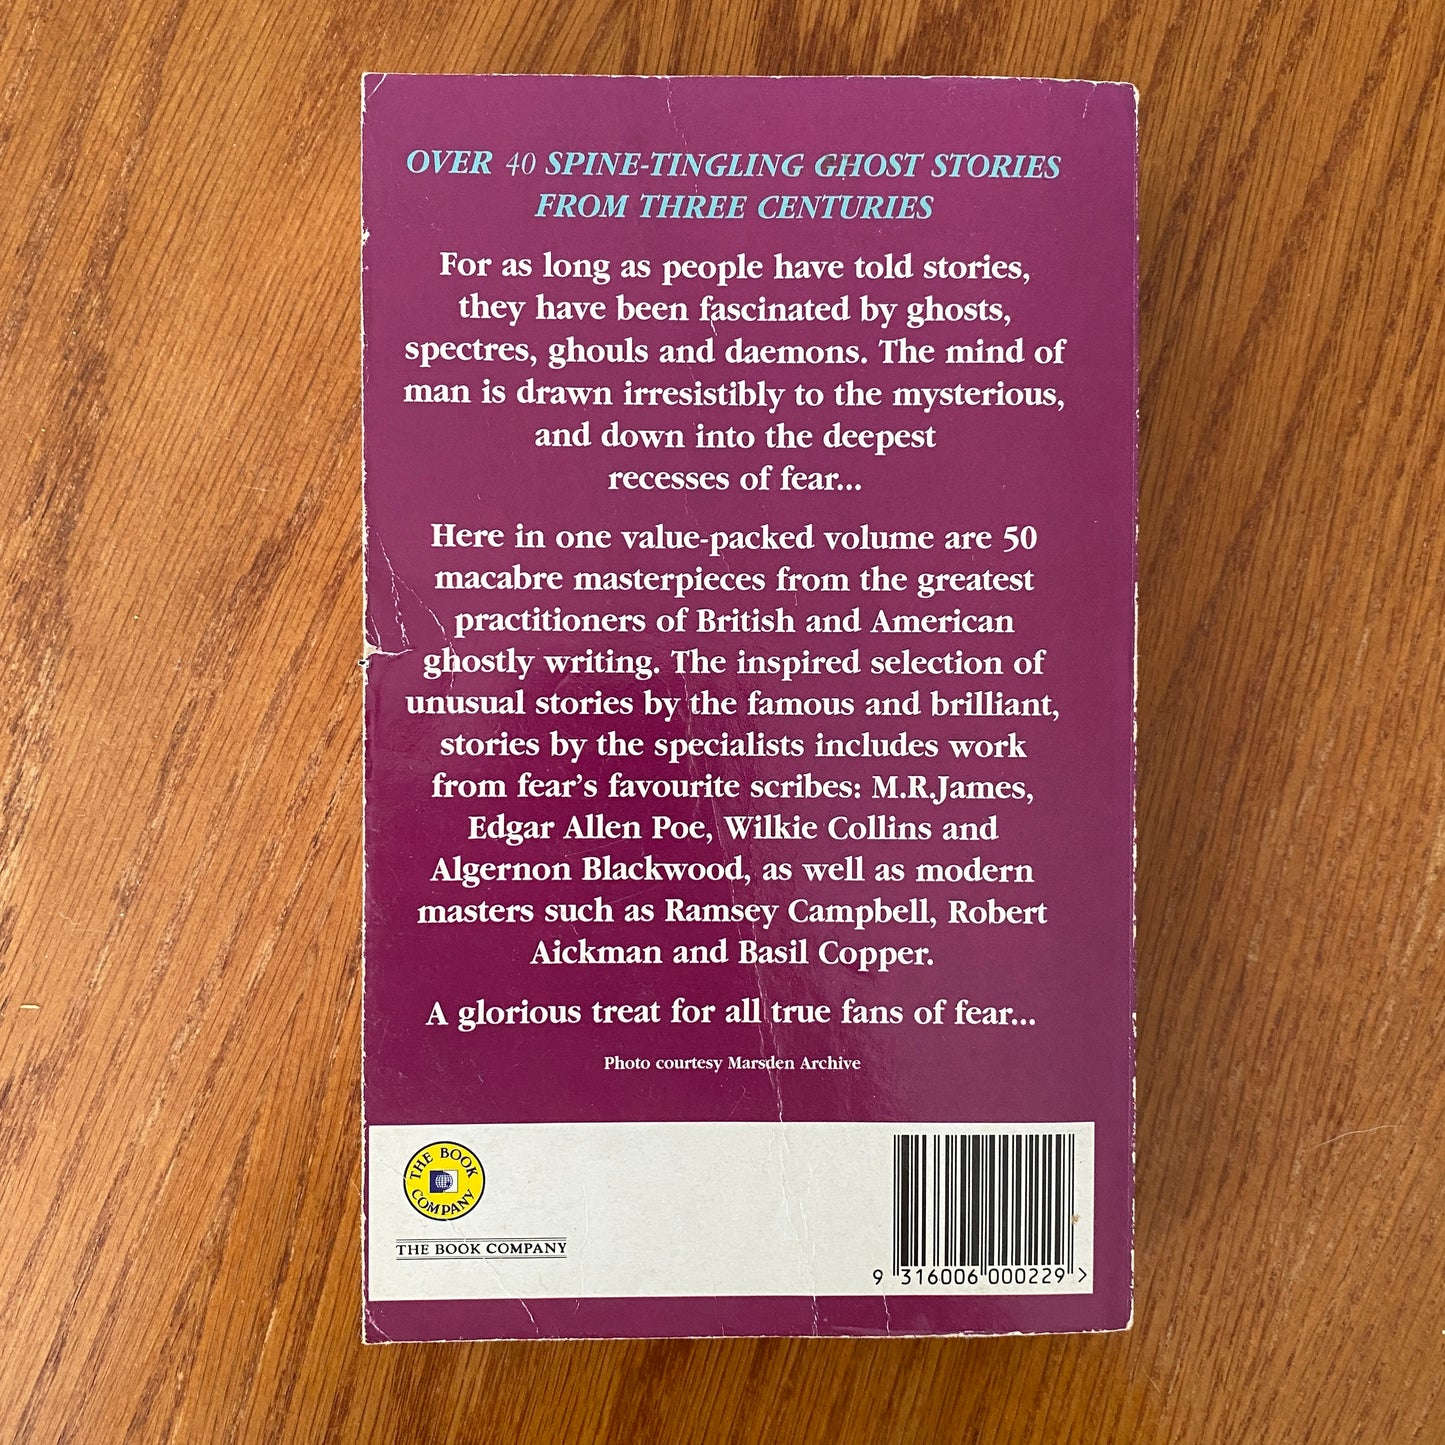 OVER 40 SPINE-TINGLING GHOST STORIES
FROM THREE CENTURIES
For as long as people have told stories,
they have been fascinated by ghosts,
spectres, ghouls and daemons. The mind of
man is drawn irresistibly to the mysterious,
and down into the deepest
recesses of fear...
Here in one value-packed volume are 50
macabre masterpieces from the greatest
practitioners of British and American
ghostly writing. The inspired selection of
unusual stories by the famous and brilliant,
stories by the specialists includes work
from fear's favourite scribes: M.R.James,
Edgar Allen Poe, Wilkie Collins and
Algernon Blackwood, as well as modern
masters such as Ramsey Campbell, Robert
Aickman and Basil Copper.
A glorious treat for all true fans of fear...
Photo courtesy Marsden Archive
THE BOOK
COMPANY
THE BOOK COMPANY
9 316006 000229 >